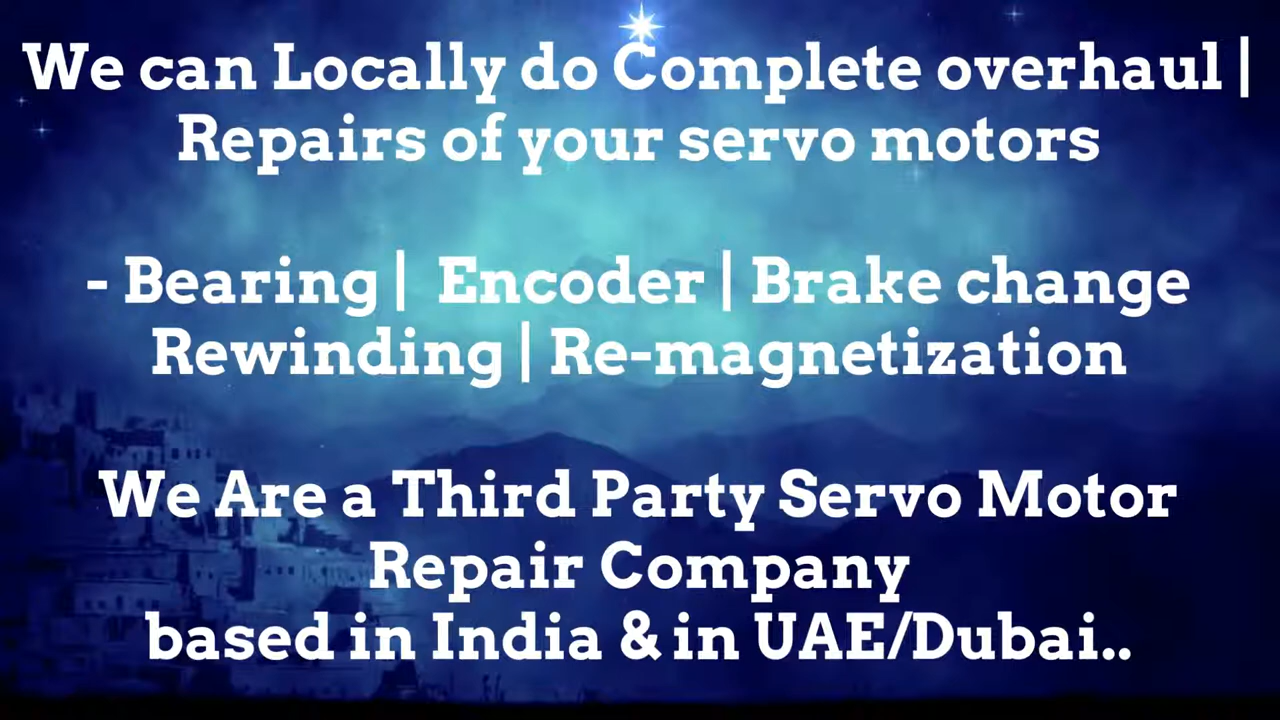 We can Locally do Complete overhaul |
Repairs of your servo motors
- Bearing | Encoder | Brake change
Rewinding | Re-magnetization
We Are a Third Party Servo Motor
Repair Company
based in India & in UAE/Dubai..